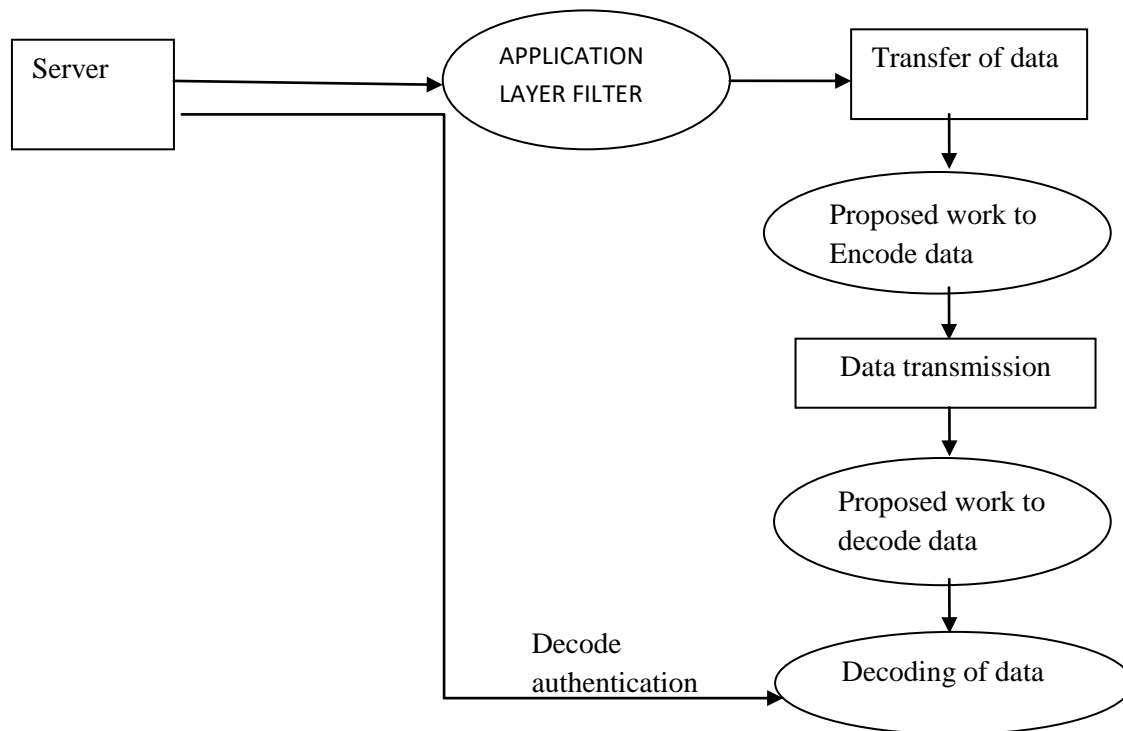 Server
APPLICATION
LAYER FILTER
Transfer of data
Proposed work to
Encode data
Data transmission
Proposed work to
decode data
Decode
authentication
Decoding of data